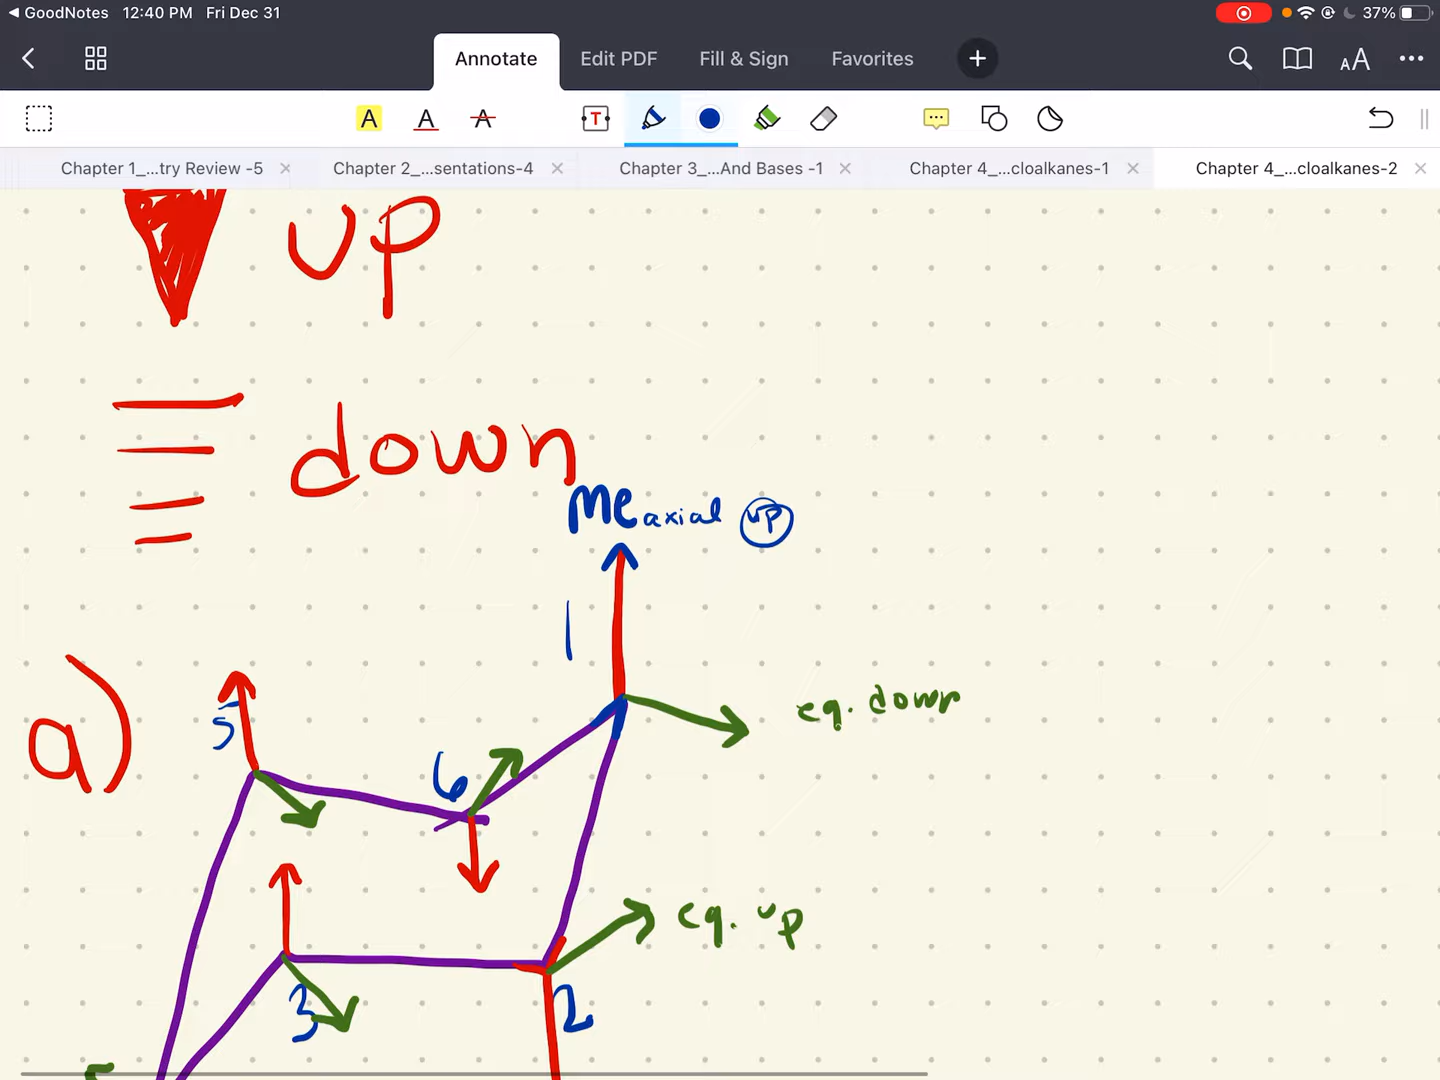 ◀ GoodNotes 12:40 PM Fri Dec 31 37%
Annotate Edit PDF Fill & Sign Favorites +
AA
A A A T
Chapter 1_...try Review -5 × Chapter 2_...sentations-4 × Chapter 3_...And Bases -1 × Chapter 4_...cloalkanes-1 × Chapter 4_...cloalkanes-2 ×
up
down
Me axial up
1
a)
5
eq. down
6
eq. up
3
2